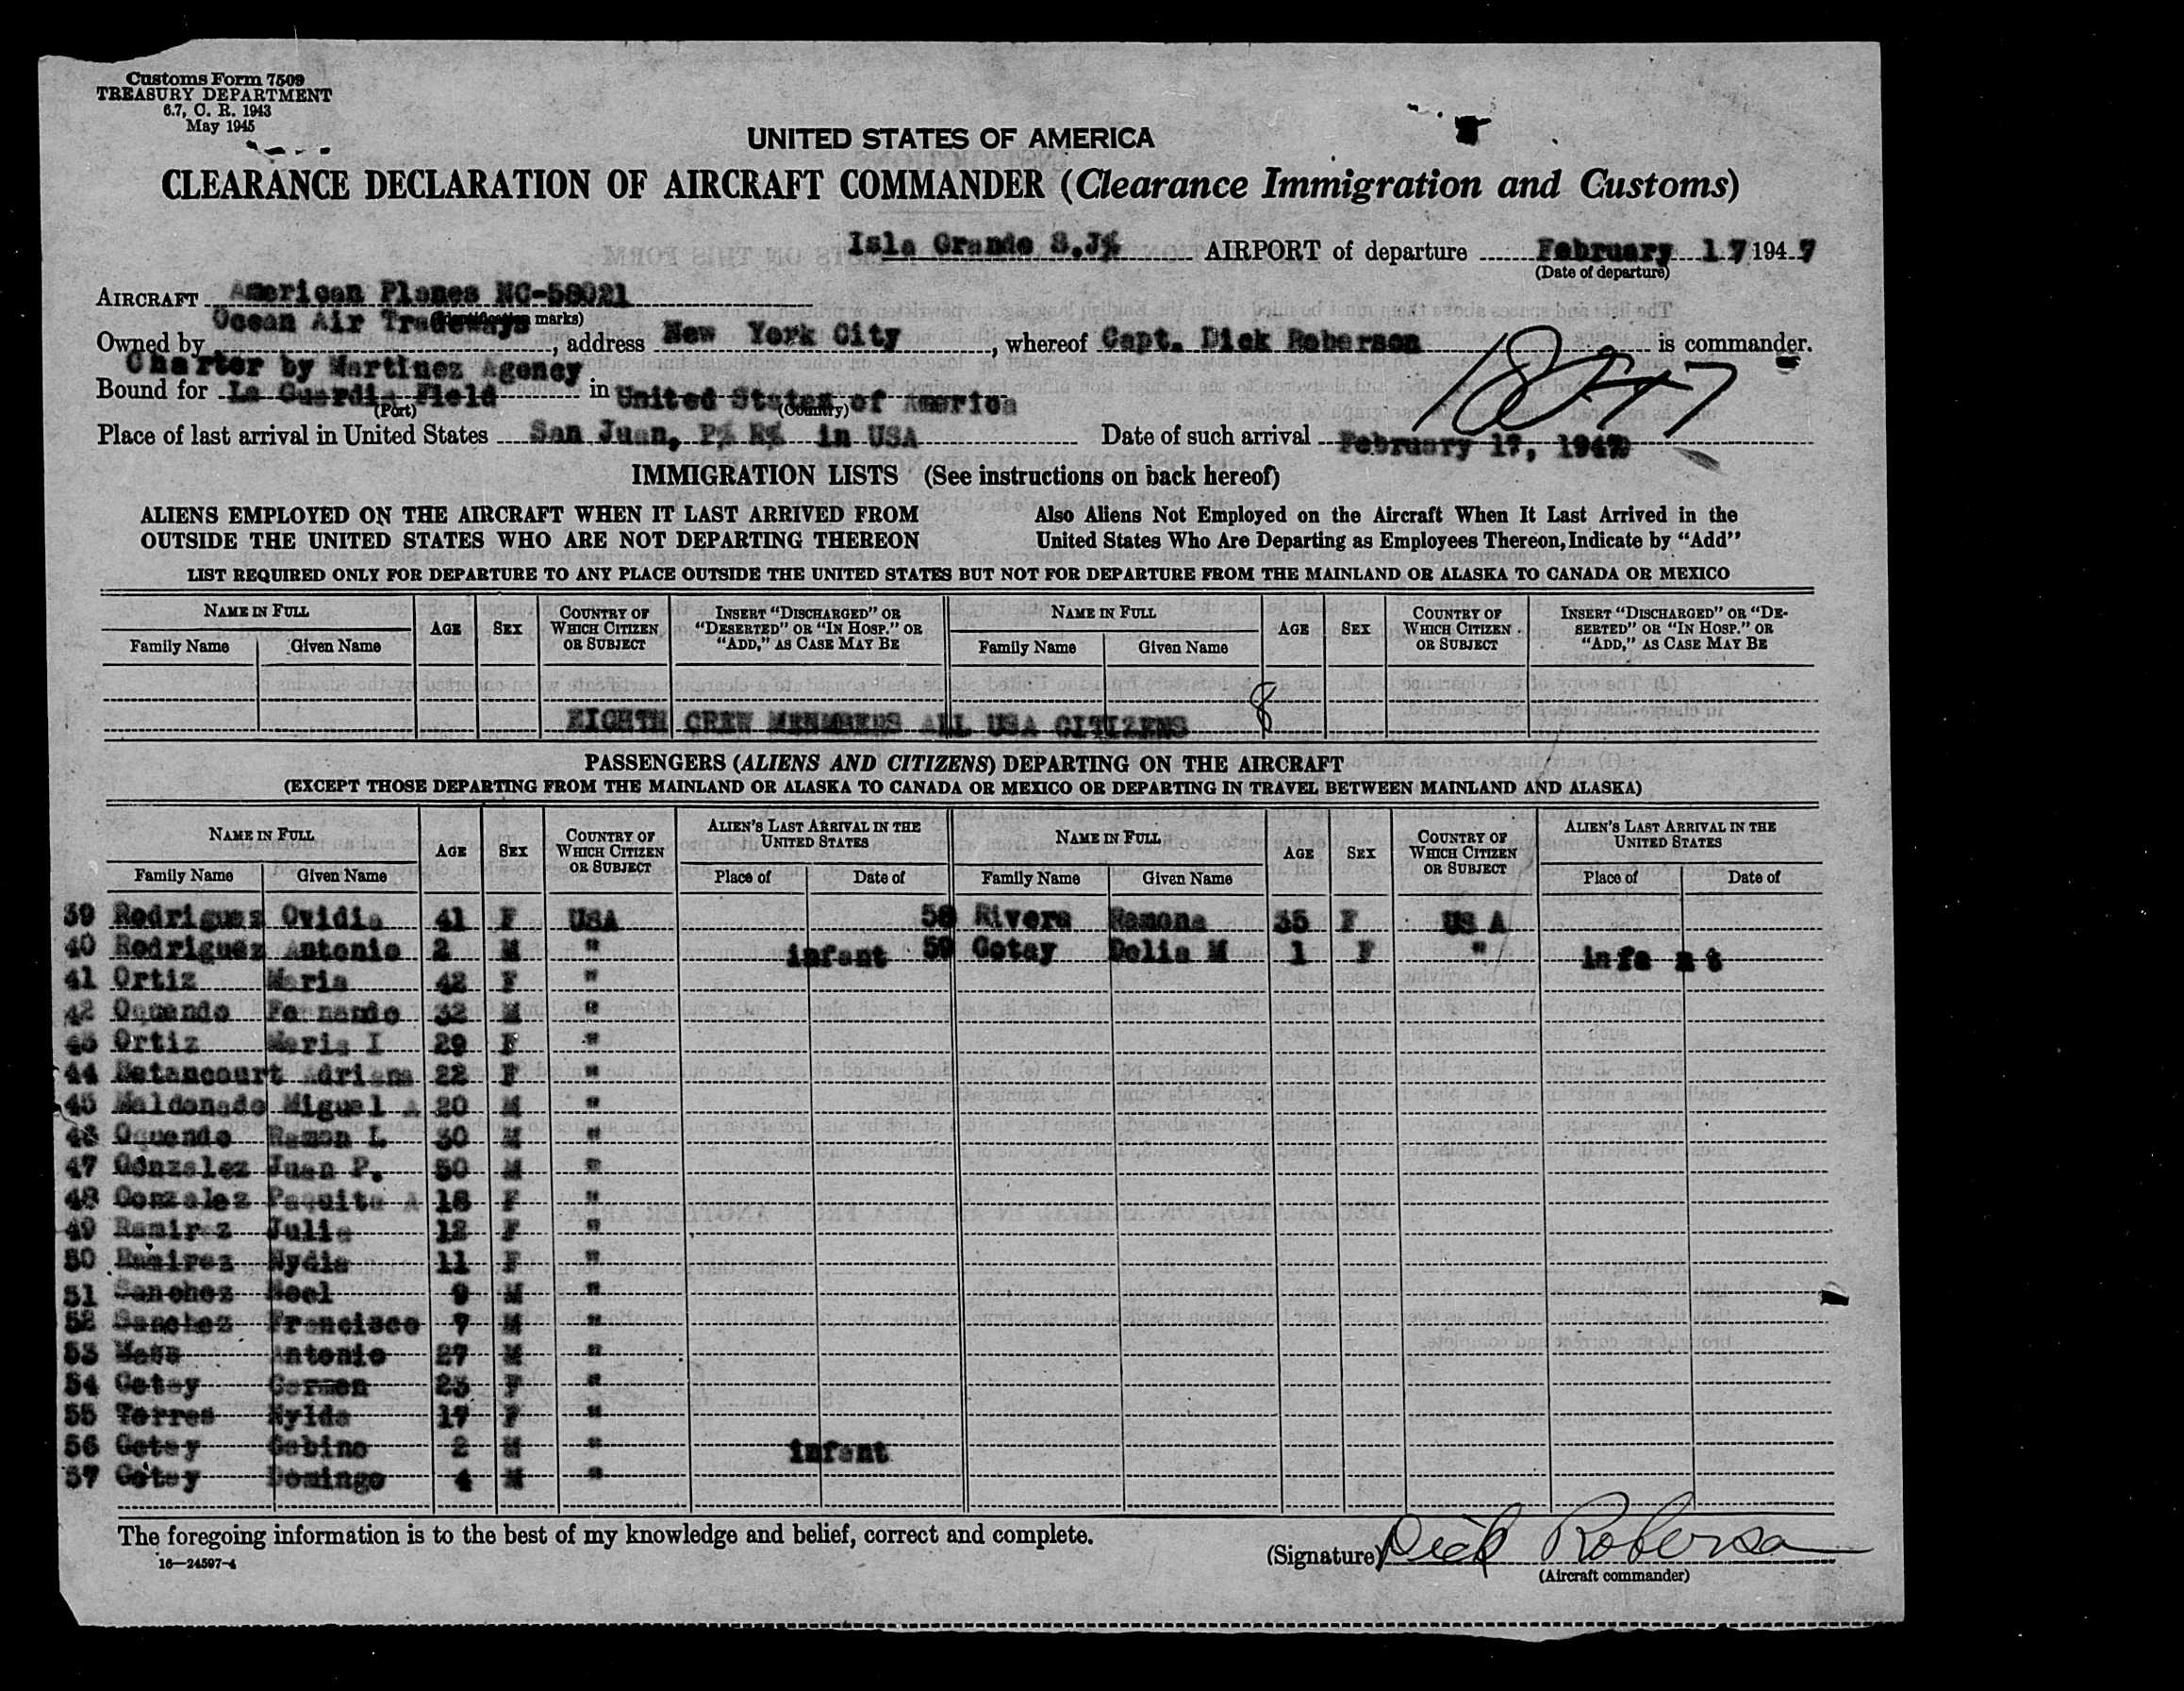 Customs Form 7509
TREASURY DEPARTMENT
6.7, C. R. 1943
May 1945
UNITED STATES OF AMERICA
CLEARANCE DECLARATION OF AIRCRAFT COMMANDER (Clearance Immigration and Customs)
Isla Grande S.J. AIRPORT of departure February 17 1947
(Date of departure)
AIRCRAFT American Planes NC-58021
marks)
Ocean Air Tradeways
Owned by , address New York City , whereof Capt. Dick Roberson is commander.
Charter by Martinez Agency
Bound for La Guardia Field in United States of America
(Port) (Country)
Place of last arrival in United States San Juan, P. R. in USA Date of such arrival February 17, 1947
IMMIGRATION LISTS (See instructions on back hereof)
ALIENS EMPLOYED ON THE AIRCRAFT WHEN IT LAST ARRIVED FROM OUTSIDE THE UNITED STATES WHO ARE NOT DEPARTING THEREON
Also Aliens Not Employed on the Aircraft When It Last Arrived in the United States Who Are Departing as Employees Thereon, Indicate by "Add"
LIST REQUIRED ONLY FOR DEPARTURE TO ANY PLACE OUTSIDE THE UNITED STATES BUT NOT FOR DEPARTURE FROM THE MAINLAND OR ALASKA TO CANADA OR MEXICO
NAME IN FULL AGE SEX COUNTRY OF WHICH CITIZEN OR SUBJECT INSERT "DISCHARGED" OR "DESERTED" OR "IN HOSP." OR "ADD," AS CASE MAY BE NAME IN FULL AGE SEX COUNTRY OF WHICH CITIZEN OR SUBJECT INSERT "DISCHARGED" OR "DE-SERTED" OR "IN HOSP." OR "ADD," AS CASE MAY BE
Family Name Given Name Family Name Given Name
EIGHTH CREW MENMBERS ALL USA CITIZENS 8
PASSENGERS (ALIENS AND CITIZENS) DEPARTING ON THE AIRCRAFT
(EXCEPT THOSE DEPARTING FROM THE MAINLAND OR ALASKA TO CANADA OR MEXICO OR DEPARTING IN TRAVEL BETWEEN MAINLAND AND ALASKA)
NAME IN FULL AGE SEX COUNTRY OF WHICH CITIZEN OR SUBJECT ALIEN'S LAST ARRIVAL IN THE UNITED STATES NAME IN FULL AGE SEX COUNTRY OF WHICH CITIZEN OR SUBJECT ALIEN'S LAST ARRIVAL IN THE UNITED STATES
Family Name Given Name Place of Date of Family Name Given Name Place of Date of
39 Rodriguez Ovidia 41 F USA 58 Rivera Ramona 35 F US A
40 Rodriguez Antonio 2 M " infant 59 Gotay Delia M 1 F " infa n t
41 Ortiz Maria 42 F "
42 Oquendo Fernando 32 M "
43 Ortiz Maria I 29 F "
44 Betancourt Adriana 22 F "
45 Maldonado Miguel A 20 M "
46 Oquendo Ramon L 30 M "
47 Gonzalez Juan P. 50 M "
48 Gonzalez Paquita A 18 F "
49 Ramirez Julia 12 F "
50 Ramirez Nydia 11 F "
51 Sanchez Noel 9 M "
52 Sanchez Francisco 7 M "
53 Antonio 27 M "
54 Gotay Carmen 23 F "
55 Torres Nylda 17 F "
56 Gotay Gabino 2 M " infant
57 Gotay Domingo 4 M "
The foregoing information is to the best of my knowledge and belief, correct and complete.
16—24597-4
(Signature) Dick Roberson
(Aircraft commander)